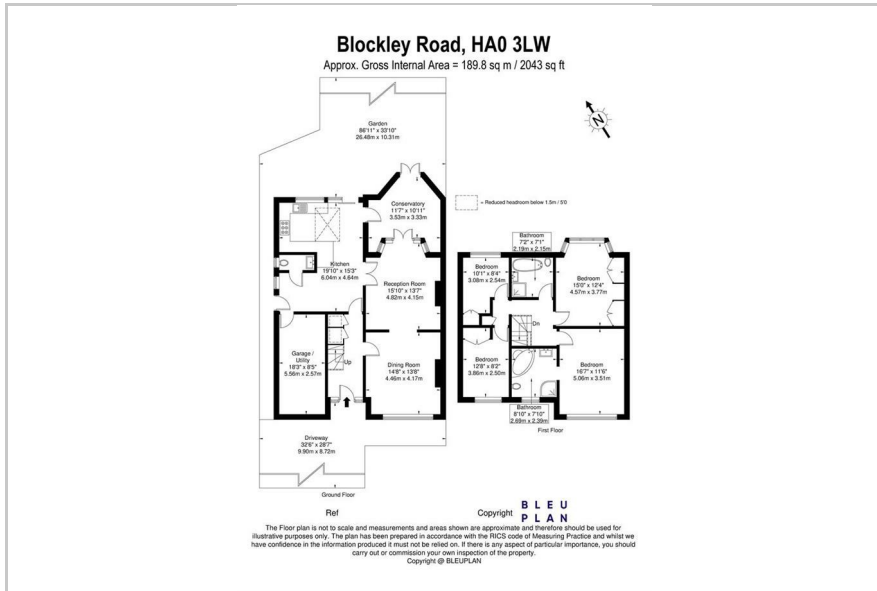 Blockley Road, HA0 3LW
Approx. Gross Internal Area = 189.8 sq m / 2043 sq ft
Garden
86'11" x 33'10"
26.48m x 10.31m
N
Conservatory
11'7" x 10'11"
3.53m x 3.33m
= Reduced headroom below 1.5m / 5'0
Kitchen
19'10" x 15'3"
6.04m x 4.64m
Reception Room
15'10" x 13'7"
4.82m x 4.15m
Garage /
Utility
18'3" x 8'5"
5.56m x 2.57m
Up
Dining Room
14'8" x 13'8"
4.46m x 4.17m
Driveway
32'6" x 28'7"
9.90m x 8.72m
Ground Floor
Bathroom
7'2" x 7'1"
2.19m x 2.15m
Bedroom
10'1" x 8'4"
3.08m x 2.54m
Bedroom
15'0" x 12'4"
4.57m x 3.77m
Dn
Bedroom
12'8" x 8'2"
3.86m x 2.50m
Bedroom
16'7" x 11'6"
5.06m x 3.51m
Bathroom
8'10" x 7'10"
2.69m x 2.39m
First Floor
Ref
Copyright
BLEU
PLAN
The Floor plan is not to scale and measurements and areas shown are approximate and therefore should be used for
illustrative purposes only. The plan has been prepared in accordance with the RICS code of Measuring Practice and whilst we
have confidence in the information produced it must not be relied on. If there is any aspect of particular importance, you should
carry out or commission your own inspection of the property.
Copyright @ BLEUPLAN